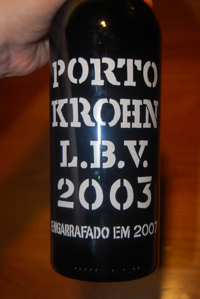 PORTO
KROHN
L.B.V.
2003
ENGARRAFADO EM 2007